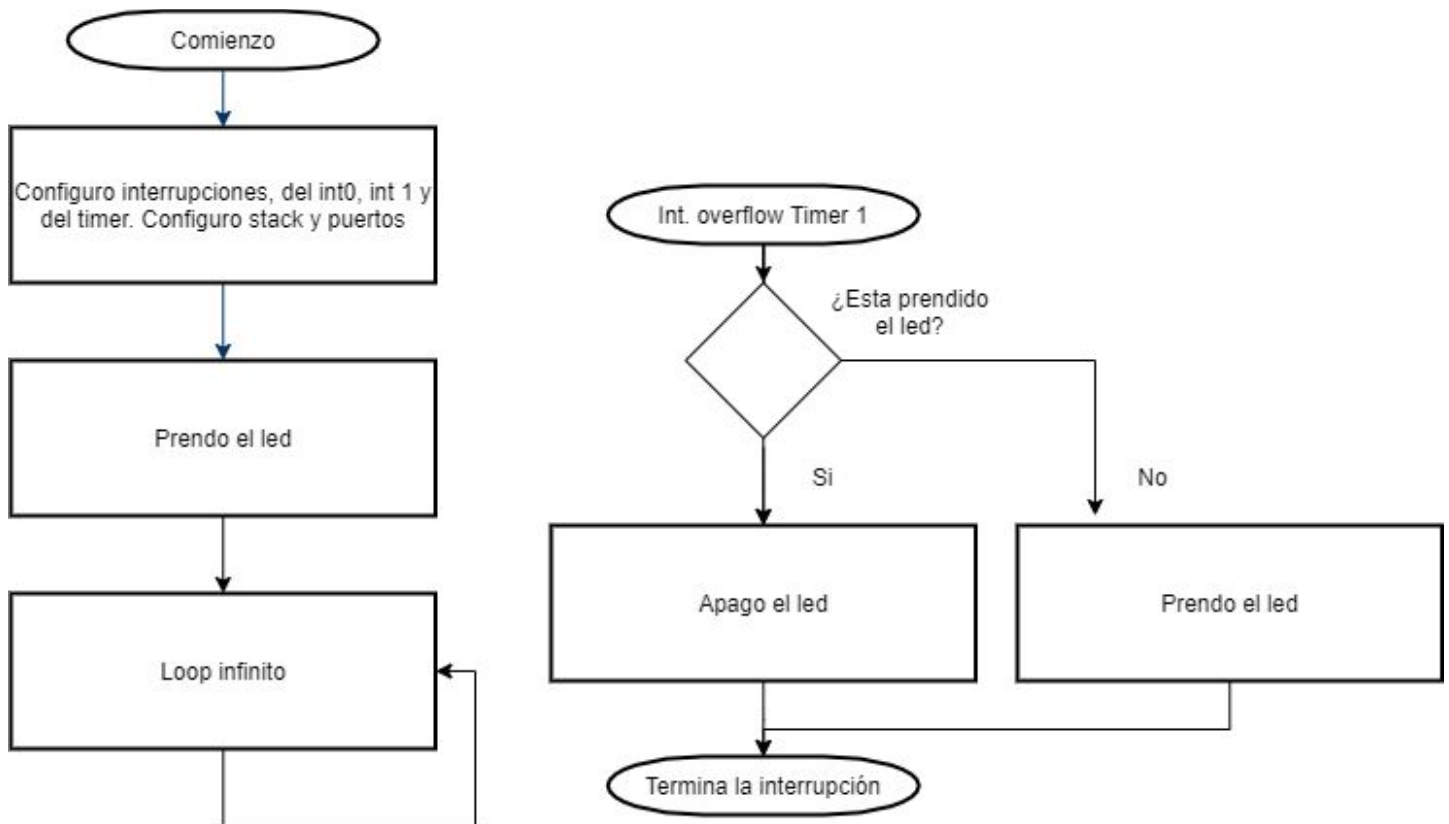 Comienzo
Configuro interrupciones, del int0, int 1 y
del timer. Configuro stack y puertos
Prendo el led
Loop infinito
Int. overflow Timer 1
¿Esta prendido
el led?
Si
No
Apago el led
Prendo el led
Termina la interrupción